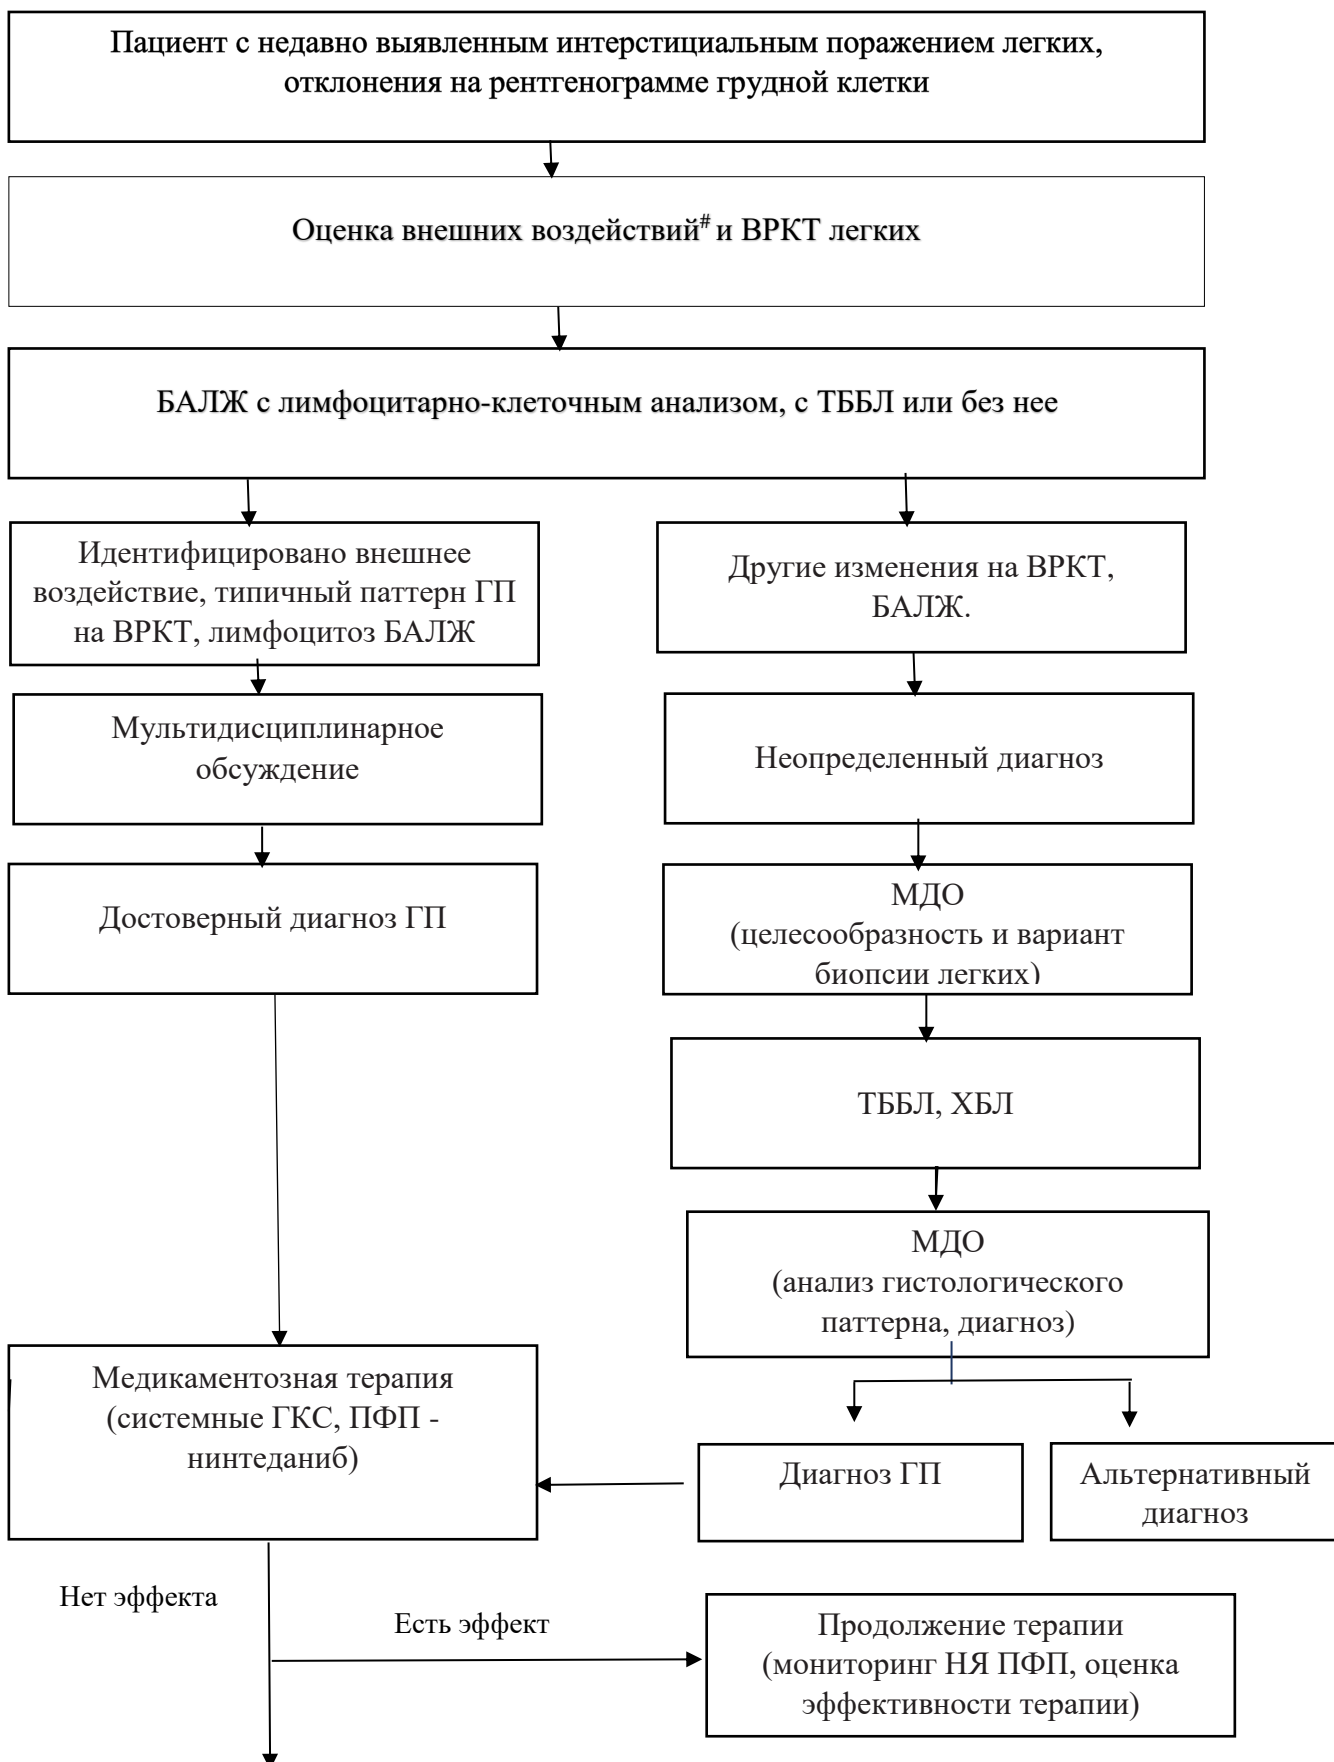 Пациент с недавно выявленным интерстициальным поражением легких,
отклонения на рентгенограмме грудной клетки
Оценка внешних воздействий# и ВРКТ легких
БАЛЖ с лимфоцитарно-клеточным анализом, с ТББЛ или без нее
Идентифицировано внешнее
воздействие, типичный паттерн ГП
на ВРКТ, лимфоцитоз БАЛЖ
Другие изменения на ВРКТ,
БАЛЖ.
Мультидисциплинарное
обсуждение
Неопределенный диагноз
Достоверный диагноз ГП
МДО
(целесообразность и вариант
биопсии легких)
ТББЛ, ХБЛ
МДО
(анализ гистологического
паттерна, диагноз)
Медикаментозная терапия
(системные ГКС, ПФП -
нинтеданиб)
Диагноз ГП
Альтернативный
диагноз
Нет эффекта
Есть эффект
Продолжение терапии
(мониторинг НЯ ПФП, оценка
эффективности терапии)